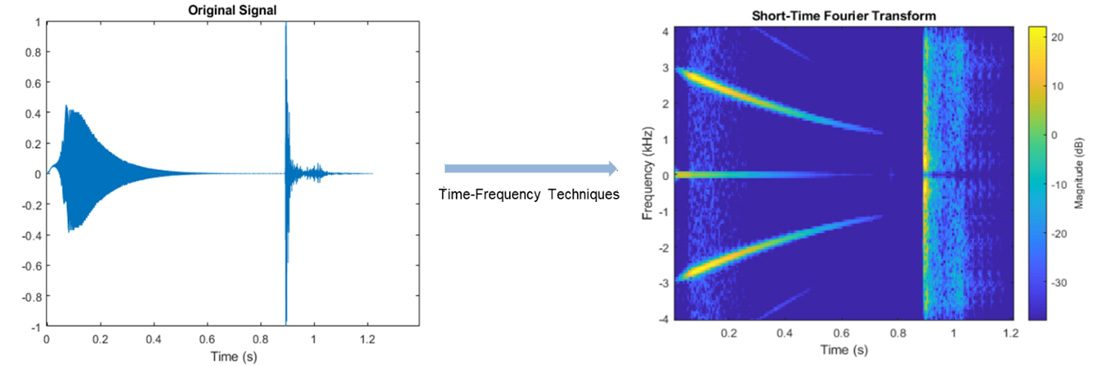 Original Signal
1
0.8
0.6
0.4
0.2
0
-0.2
-0.4
-0.6
-0.8
-1
0 0.2 0.4 0.6 0.8 1 1.2
Time (s)
Time-Frequency Techniques
Short-Time Fourier Transform
Frequency (kHz)
4
3
2
1
0
-1
-2
-3
-4
0.2 0.4 0.6 0.8 1 1.2
Time (s)
20
10
0
-10
-20
-30
Magnitude (dB)